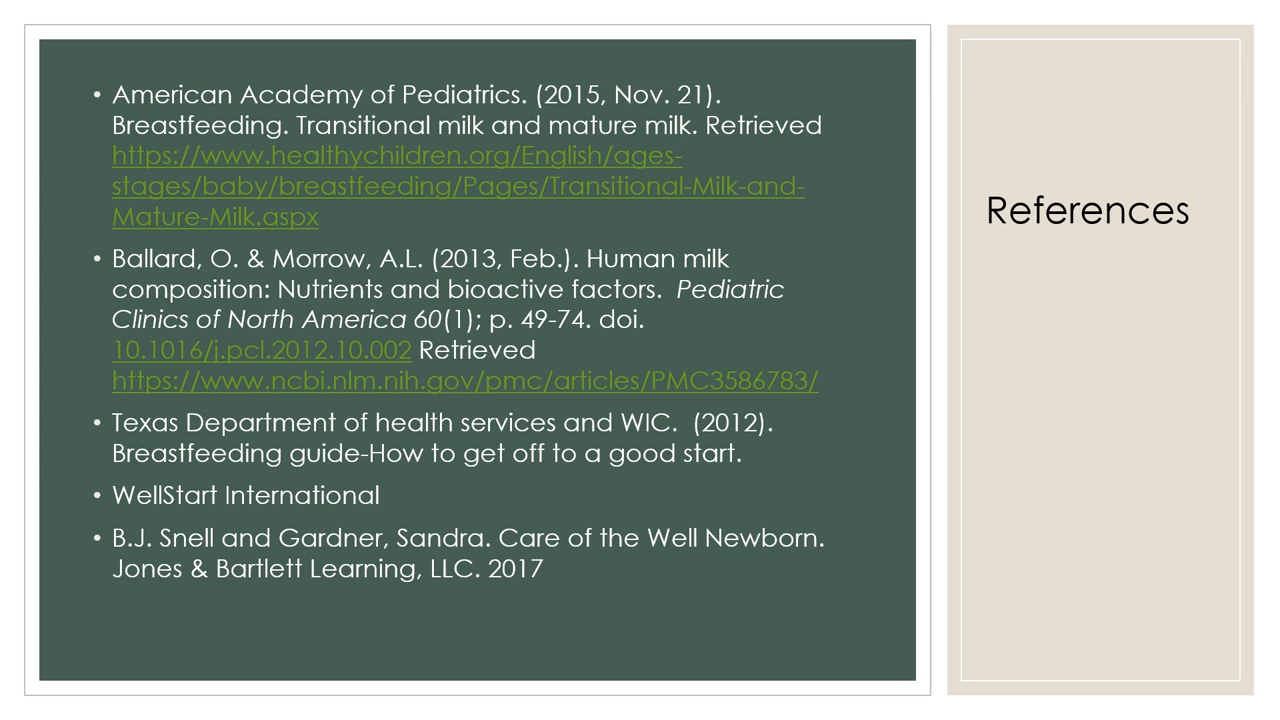 • American Academy of Pediatrics. (2015, Nov. 21).
Breastfeeding. Transitional milk and mature milk. Retrieved
https://www.healthychildren.org/English/ages-
stages/baby/breastfeeding/Pages/Transitional-Milk-and-
Mature-Milk.aspx
• Ballard, O. & Morrow, A.L. (2013, Feb.). Human milk
composition: Nutrients and bioactive factors.  Pediatric
Clinics of North America 60(1); p. 49-74. doi.
10.1016/j.pcl.2012.10.002 Retrieved
https://www.ncbi.nlm.nih.gov/pmc/articles/PMC3586783/
• Texas Department of health services and WIC.  (2012).
Breastfeeding guide-How to get off to a good start.
• WellStart International
• B.J. Snell and Gardner, Sandra. Care of the Well Newborn.
Jones & Bartlett Learning, LLC. 2017
References